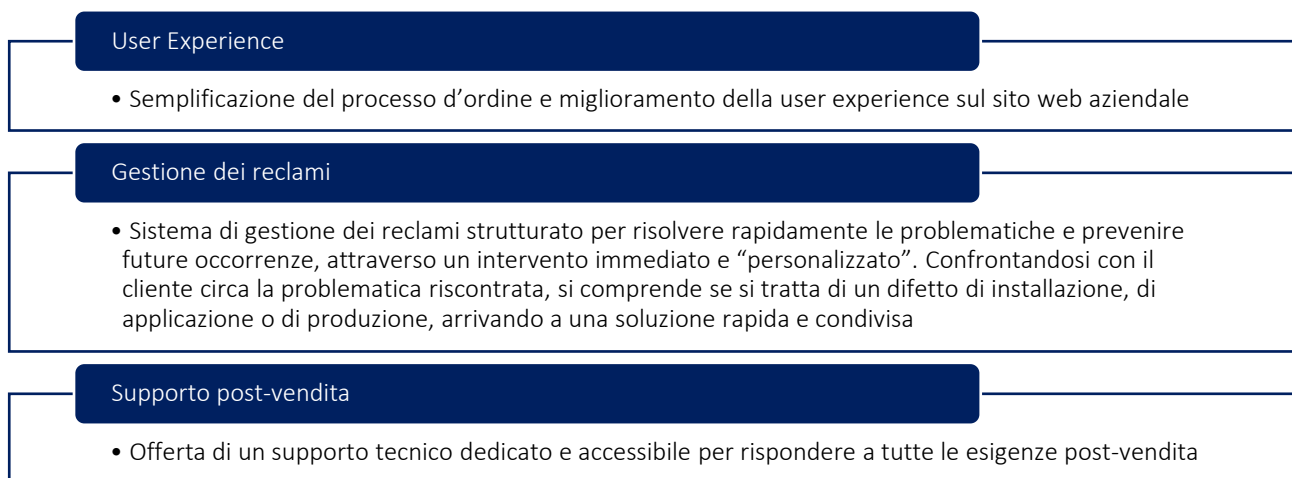 User Experience
• Semplificazione del processo d’ordine e miglioramento della user experience sul sito web aziendale
Gestione dei reclami
• Sistema di gestione dei reclami strutturato per risolvere rapidamente le problematiche e prevenire
future occorrenze, attraverso un intervento immediato e “personalizzato”. Confrontandosi con il
cliente circa la problematica riscontrata, si comprende se si tratta di un difetto di installazione, di
applicazione o di produzione, arrivando a una soluzione rapida e condivisa
Supporto post-vendita
• Offerta di un supporto tecnico dedicato e accessibile per rispondere a tutte le esigenze post-vendita